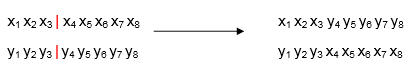 x₁ x₂ x₃ | x₄ x₅ x₆ x₇ x₈
y₁ y₂ y₃ | y₄ y₅ y₆ y₇ y₈
x₁ x₂ x₃ y₄ y₅ y₆ y₇ y₈
y₁ y₂ y₃ x₄ x₅ x₆ x₇ x₈